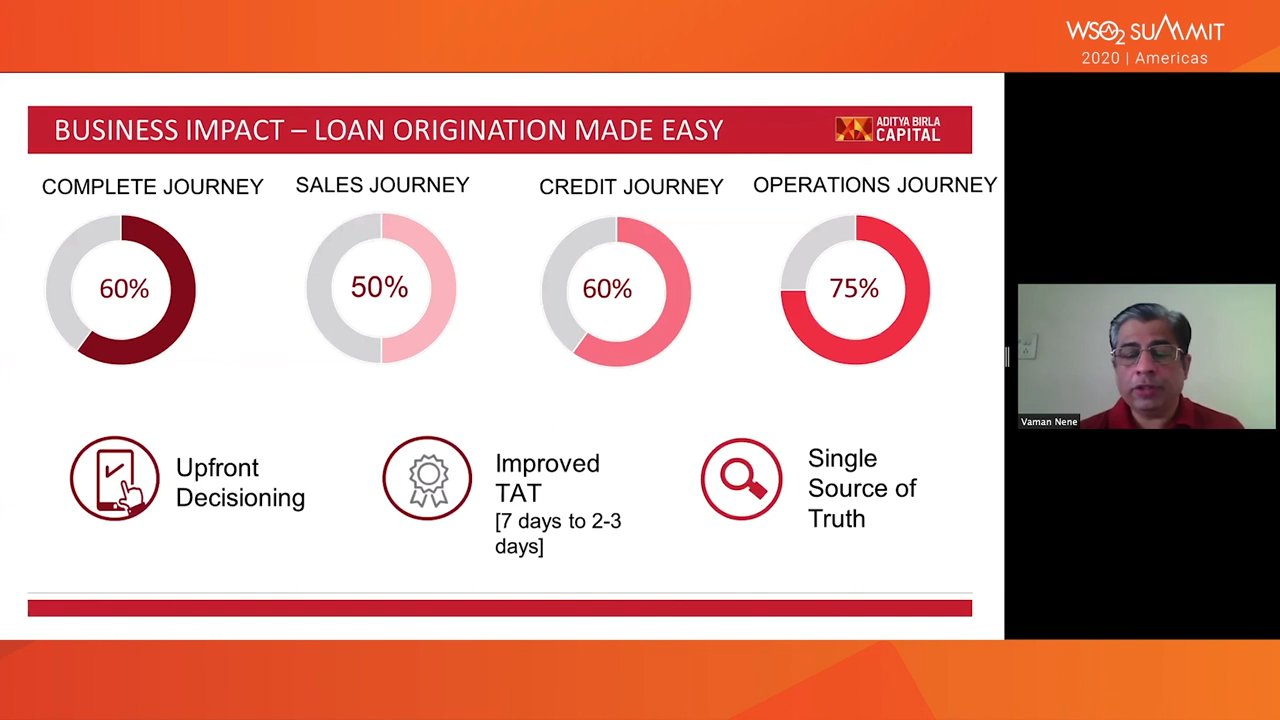 WSO2 SUMMIT
2020 | Americas
BUSINESS IMPACT – LOAN ORIGINATION MADE EASY
ADITYA BIRLA
CAPITAL
COMPLETE JOURNEY
SALES JOURNEY
CREDIT JOURNEY
OPERATIONS JOURNEY
60%
50%
60%
75%
Upfront
Decisioning
Improved
TAT
[7 days to 2-3
days]
Single
Source of
Truth
Vaman Nene